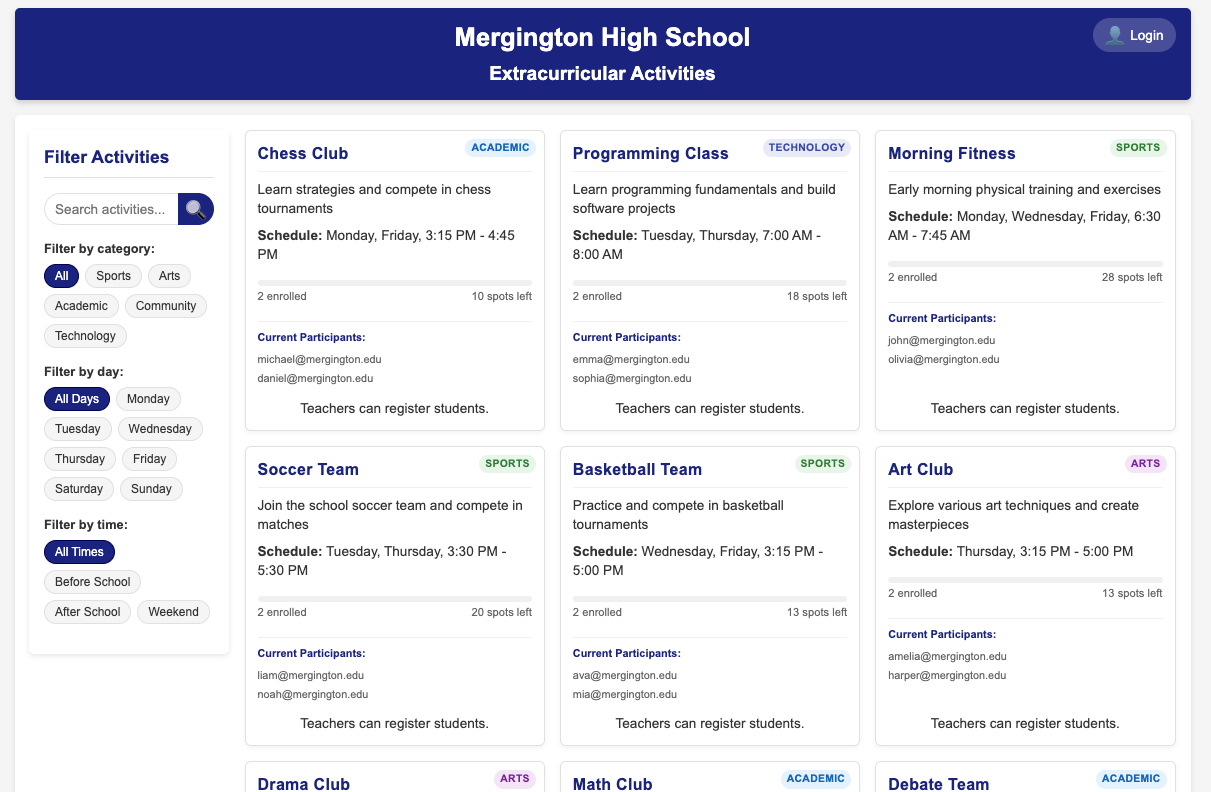 Mergington High School
Extracurricular Activities
Login
Filter Activities
Search activities...
Filter by category:
All
Sports
Arts
Academic
Community
Technology
Filter by day:
All Days
Monday
Tuesday
Wednesday
Thursday
Friday
Saturday
Sunday
Filter by time:
All Times
Before School
After School
Weekend
Chess Club
ACADEMIC
Learn strategies and compete in chess
tournaments
Schedule: Monday, Friday, 3:15 PM - 4:45
PM
2 enrolled
10 spots left
Current Participants:
michael@mergington.edu
daniel@mergington.edu
Teachers can register students.
Programming Class
TECHNOLOGY
Learn programming fundamentals and build
software projects
Schedule: Tuesday, Thursday, 7:00 AM -
8:00 AM
2 enrolled
18 spots left
Current Participants:
emma@mergington.edu
sophia@mergington.edu
Teachers can register students.
Morning Fitness
SPORTS
Early morning physical training and exercises
Schedule: Monday, Wednesday, Friday, 6:30
AM - 7:45 AM
2 enrolled
28 spots left
Current Participants:
john@mergington.edu
olivia@mergington.edu
Teachers can register students.
Soccer Team
SPORTS
Join the school soccer team and compete in
matches
Schedule: Tuesday, Thursday, 3:30 PM -
5:30 PM
2 enrolled
20 spots left
Current Participants:
liam@mergington.edu
noah@mergington.edu
Teachers can register students.
Basketball Team
SPORTS
Practice and compete in basketball
tournaments
Schedule: Wednesday, Friday, 3:15 PM -
5:00 PM
2 enrolled
13 spots left
Current Participants:
ava@mergington.edu
mia@mergington.edu
Teachers can register students.
Art Club
ARTS
Explore various art techniques and create
masterpieces
Schedule: Thursday, 3:15 PM - 5:00 PM
2 enrolled
13 spots left
Current Participants:
amelia@mergington.edu
harper@mergington.edu
Teachers can register students.
Drama Club
ARTS
Math Club
ACADEMIC
Debate Team
ACADEMIC